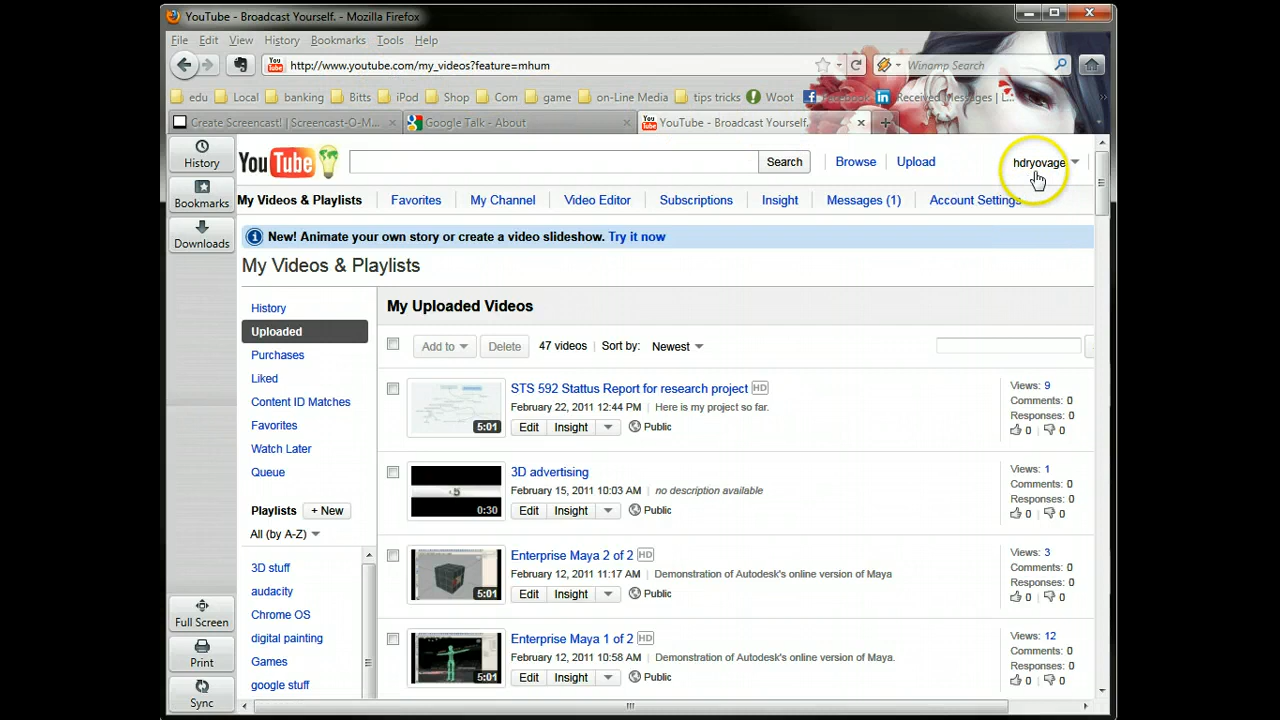 YouTube - Broadcast Yourself. - Mozilla Firefox
File Edit View History Bookmarks Tools Help
You Tube http://www.youtube.com/my_videos?feature=mhum Winamp Search
edu Local banking Bitts iPod Shop Com game on-Line Media tips tricks Woot Facebook in Received Messages | L...
Create Screencast! | Screencast-O-M... Google Talk - About YouTube - Broadcast Yourself.
History
Bookmarks
Downloads
Full Screen
Print
Sync
YouTube Search Browse Upload hdryovage
My Videos & Playlists Favorites My Channel Video Editor Subscriptions Insight Messages (1) Account Settings
New! Animate your own story or create a video slideshow. Try it now
My Videos & Playlists
History
Uploaded
Purchases
Liked
Content ID Matches
Favorites
Watch Later
Queue
Playlists + New
All (by A-Z)
3D stuff
audacity
Chrome OS
digital painting
Games
google stuff
My Uploaded Videos
Add to Delete 47 videos Sort by: Newest
5:01
STS 592 Stattus Report for research project HD
February 22, 2011 12:44 PM Here is my project so far.
Edit Insight Public
Views: 9
Comments: 0
Responses: 0
0 0
0:30
3D advertising
February 15, 2011 10:03 AM no description available
Edit Insight Public
Views: 1
Comments: 0
Responses: 0
0 0
5:01
Enterprise Maya 2 of 2 HD
February 12, 2011 11:17 AM Demonstration of Autodesk's online version of Maya
Edit Insight Public
Views: 3
Comments: 0
Responses: 0
0 0
5:01
Enterprise Maya 1 of 2 HD
February 12, 2011 10:58 AM Demonstration of Autodesk's online version of Maya.
Edit Insight Public
Views: 12
Comments: 0
Responses: 0
0 0